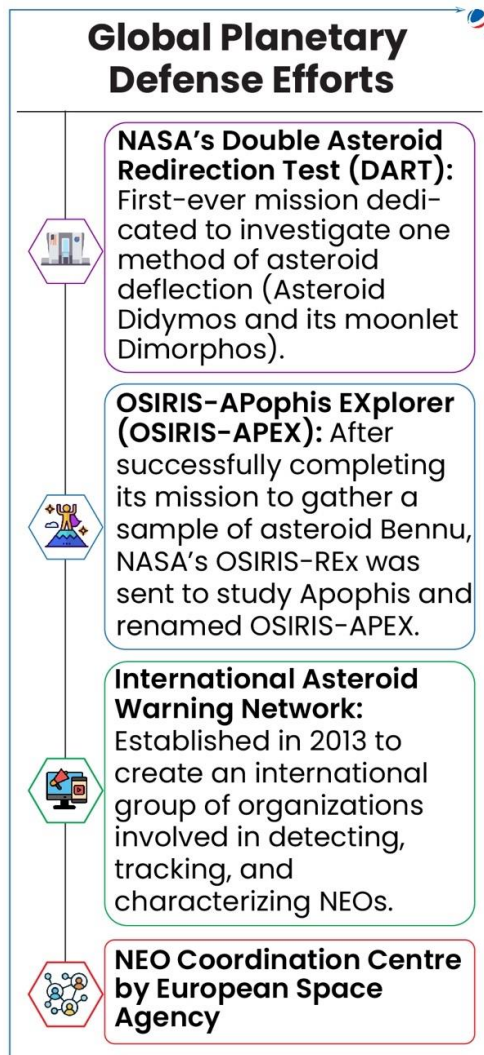 Global Planetary
Defense Efforts
NASA's Double Asteroid
Redirection Test (DART):
First-ever mission dedi-
cated to investigate one
method of asteroid
deflection (Asteroid
Didymos and its moonlet
Dimorphos).
OSIRIS-APophis EXplorer
(OSIRIS-APEX): After
successfully completing
its mission to gather a
sample of asteroid Bennu,
NASA's OSIRIS-REx was
sent to study Apophis and
renamed OSIRIS-APEX.
International Asteroid
Warning Network:
Established in 2013 to
create an international
group of organizations
involved in detecting,
tracking, and
characterizing NEOs.
NEO Coordination Centre
by European Space
Agency